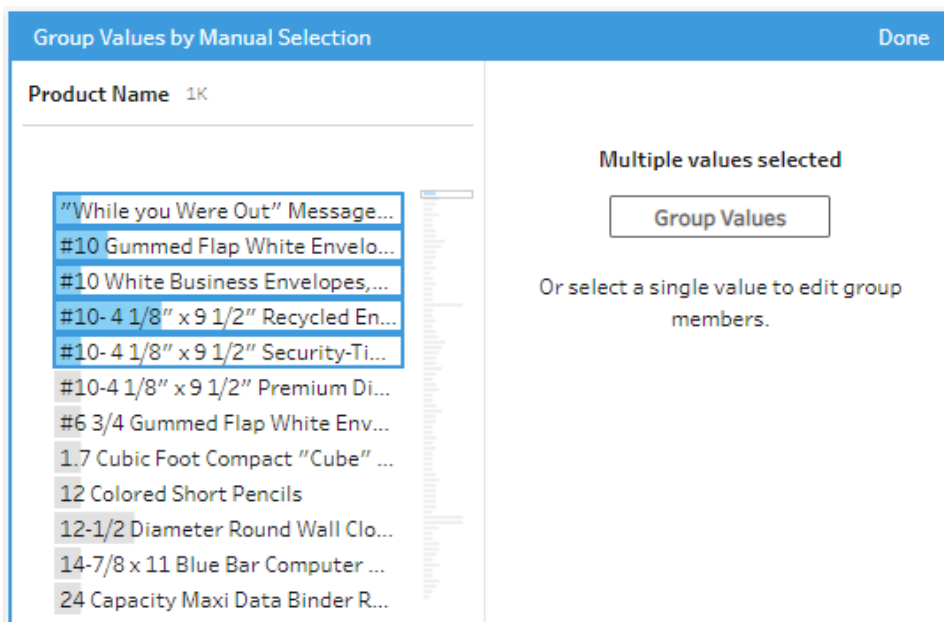 Group Values by Manual Selection Done
Product Name 1K
"While you Were Out" Message...
#10 Gummed Flap White Envelo...
#10 White Business Envelopes,...
#10- 4 1/8" x 9 1/2" Recycled En...
#10- 4 1/8" x 9 1/2" Security-Ti...
#10-4 1/8" x 9 1/2" Premium Di...
#6 3/4 Gummed Flap White Env...
1.7 Cubic Foot Compact "Cube" ...
12 Colored Short Pencils
12-1/2 Diameter Round Wall Clo...
14-7/8 x 11 Blue Bar Computer ...
24 Capacity Maxi Data Binder R...
Multiple values selected
Group Values
Or select a single value to edit group
members.